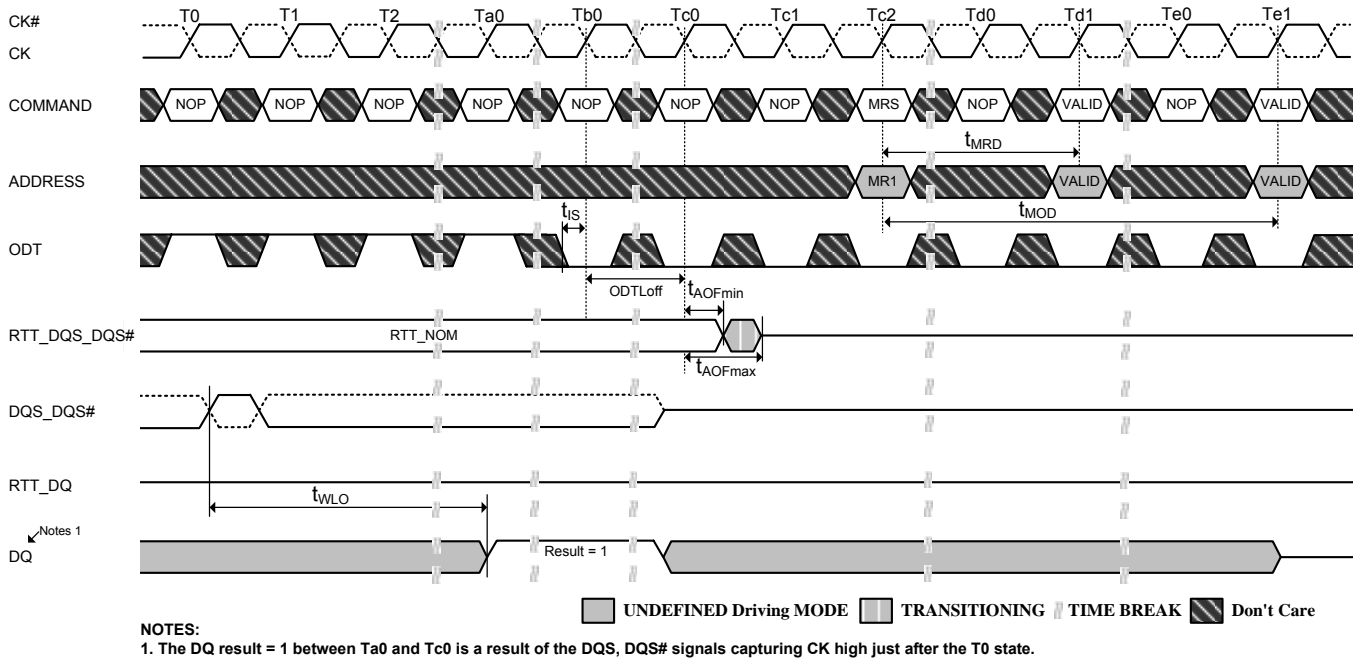 T0 T1 T2 Ta0 Tb0 Tc0 Tc1 Tc2 Td0 Td1 Te0 Te1
CK#
CK
COMMAND NOP NOP NOP NOP NOP NOP NOP MRS NOP VALID NOP VALID
tMRD
ADDRESS MR1 VALID VALID
tIS tMOD
ODT
ODTLoff tAOFmin
RTT_DQS_DQS# RTT_NOM
tAOFmax
DQS_DQS#
RTT_DQ
tWLO
Notes 1
DQ Result = 1
UNDEFINED Driving MODE TRANSITIONING TIME BREAK Don't Care
NOTES:
1. The DQ result = 1 between Ta0 and Tc0 is a result of the DQS, DQS# signals capturing CK high just after the T0 state.